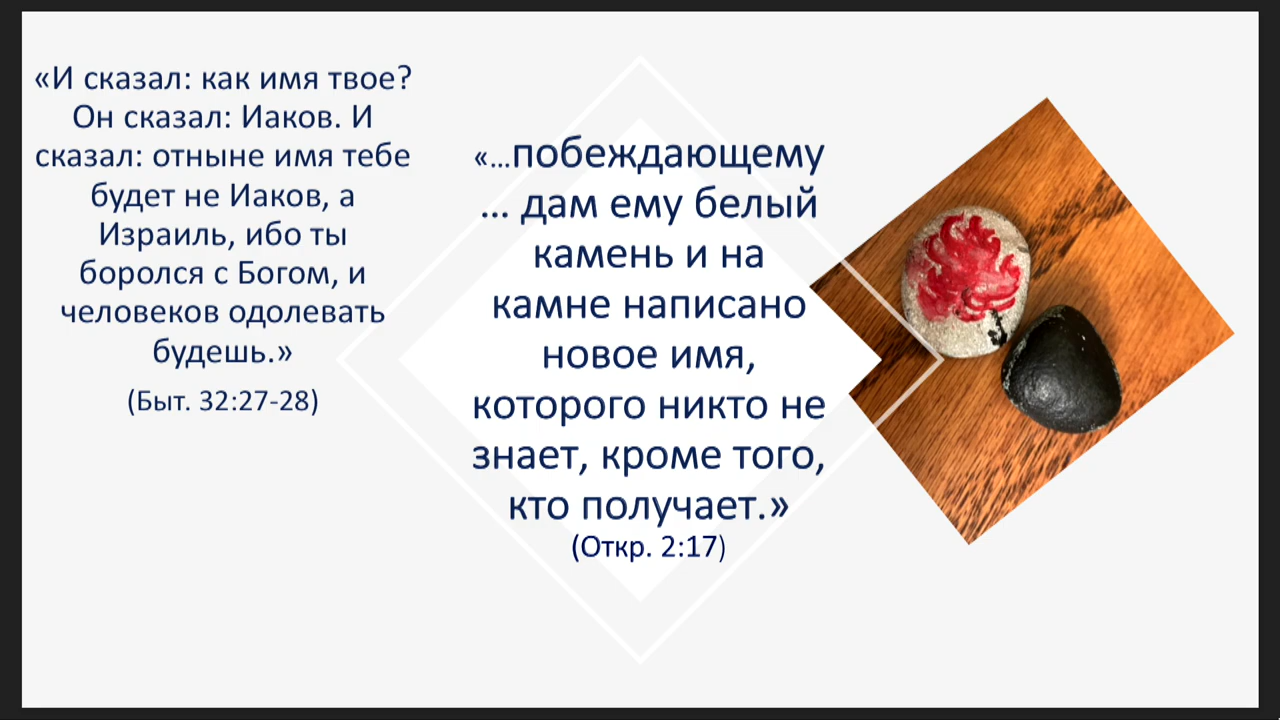 «И сказал: как имя твое?
Он сказал: Иаков. И
сказал: отныне имя тебе
будет не Иаков, а
Израиль, ибо ты
боролся с Богом, и
человеков одолевать
будешь.»
(Быт. 32:27-28)
«…побеждающему
… дам ему белый
камень и на
камне написано
новое имя,
которого никто не
знает, кроме того,
кто получает.»
(Откр. 2:17)